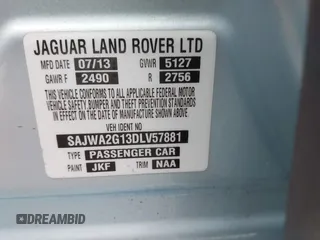 JAGUAR LAND ROVER LTD
MFD DATE 07/13 GVWR 5127
GAWR F 2490 R 2756
THIS VEHICLE CONFORMS TO ALL
APPLICABLE FEDERAL MOTOR VEHICLE
SAFETY, BUMPER AND THEFT PREVENTION
STANDARDS IN EFFECT ON THE DATE OF
MANUFACTURE SHOWN ABOVE.
VEH IDENT NO
SAJWA2G13DLV57881
TYPE PASSENGER CAR
PAINT JKF TRIM NAA
DREAMBID